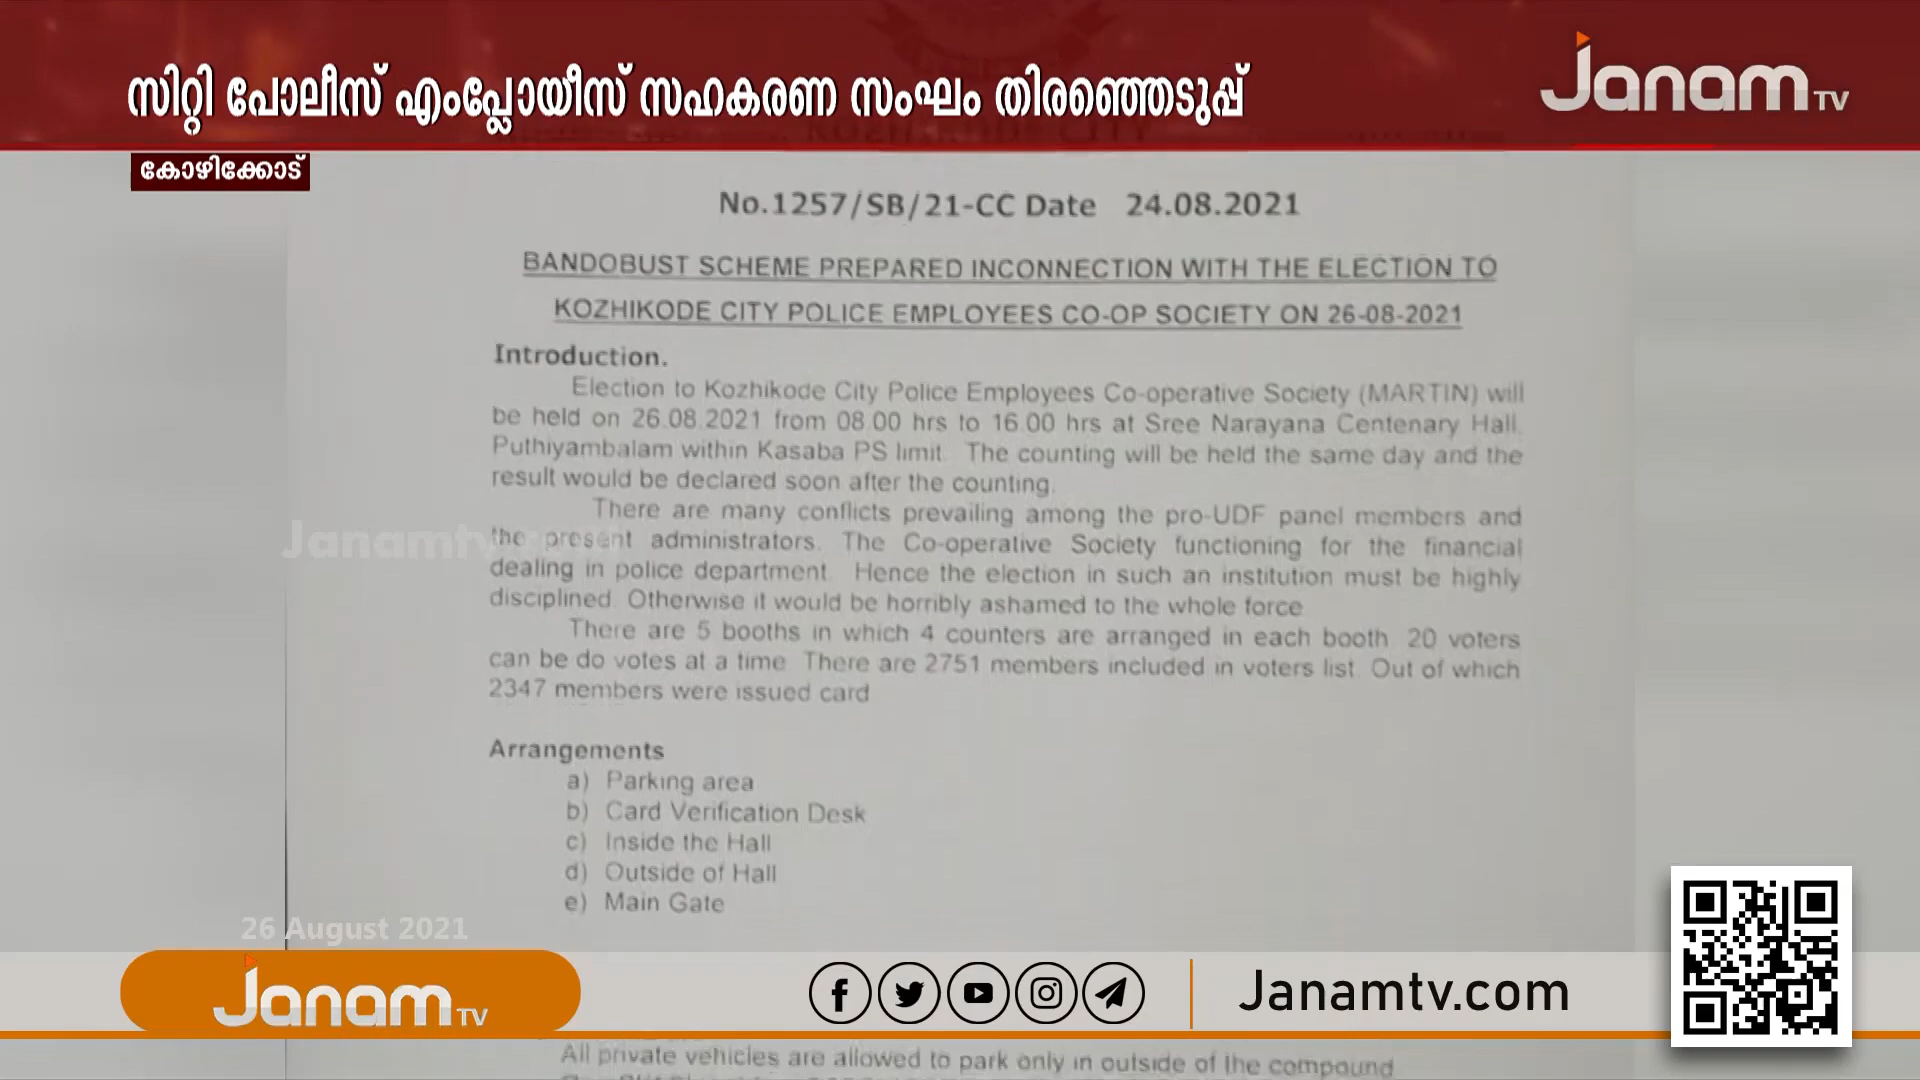 സിറ്റി പോലീസ് എംപ്ലോയീസ് സഹകരണ സംഘം തിരഞ്ഞെടുപ്പ്
Janam TV
കോഴിക്കോട്
No.1257/SB/21-CC Date 24.08.2021
BANDOBUST SCHEME PREPARED INCONNECTION WITH THE ELECTION TO
KOZHIKODE CITY POLICE EMPLOYEES CO-OP SOCIETY ON 26-08-2021
Introduction.
Election to Kozhikode City Police Employees Co-operative Society (MARTIN) will
be held on 26.08.2021 from 08.00 hrs to 16.00 hrs at Sree Narayana Centenary Hall.
Puthiyambalam within Kasaba PS limit. The counting will be held the same day and the
result would be declared soon after the counting.
There are many conflicts prevailing among the pro-UDF panel members and
the present administrators. The Co-operative Society functioning for the financial
Janamtv.com
dealing in police department. Hence the election in such an institution must be highly
disciplined. Otherwise it would be horribly ashamed to the whole force
There are 5 booths in which 4 counters are arranged in each booth. 20 voters
can be do votes at a time. There are 2751 members included in voters list. Out of which
2347 members were issued card
Arrangements
a) Parking area
b) Card Verification Desk
c) Inside the Hall
d) Outside of Hall
e) Main Gate
26 August 2021
Janam TV
Janamtv.com
All private vehicles are allowed to park only in outside of the compound